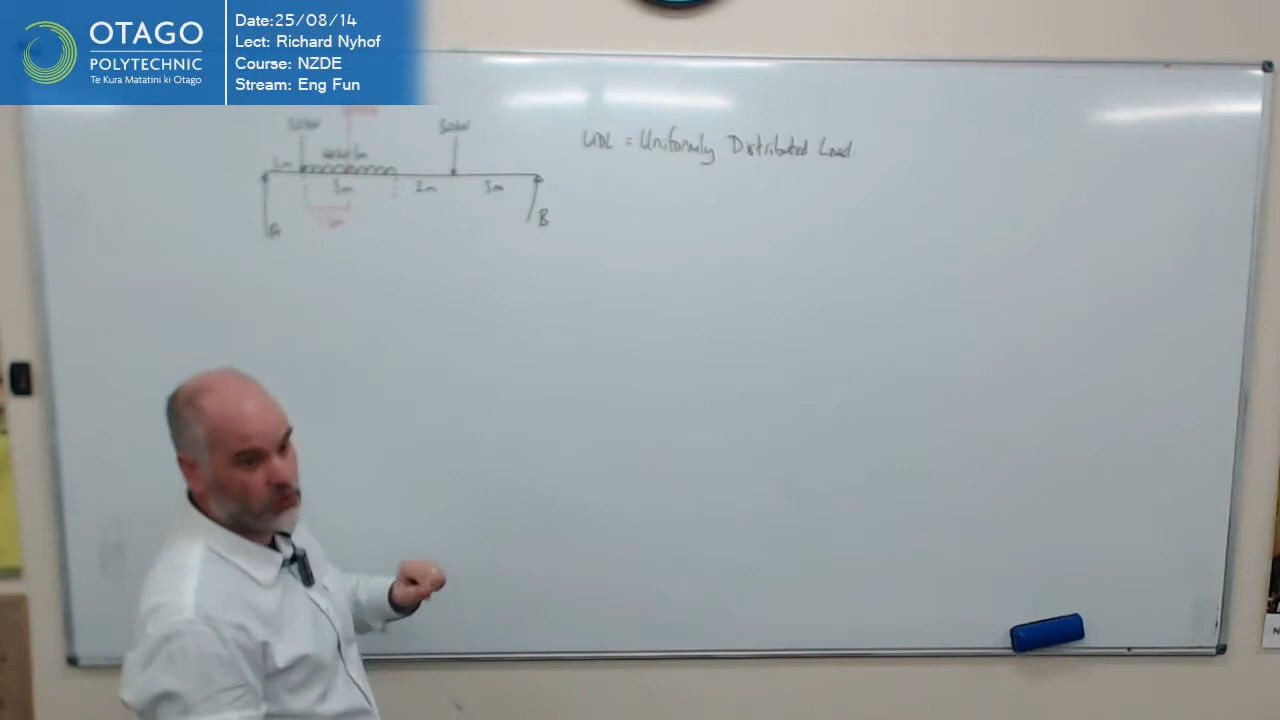 OTAGO
POLYTECHNIC
Te Kura Matatini ki Otago
Date:25/08/14
Lect: Richard Nyhof
Course: NZDE
Stream: Eng Fun
UDL = Uniformly Distributed Load
3m 2m 3m
A
B